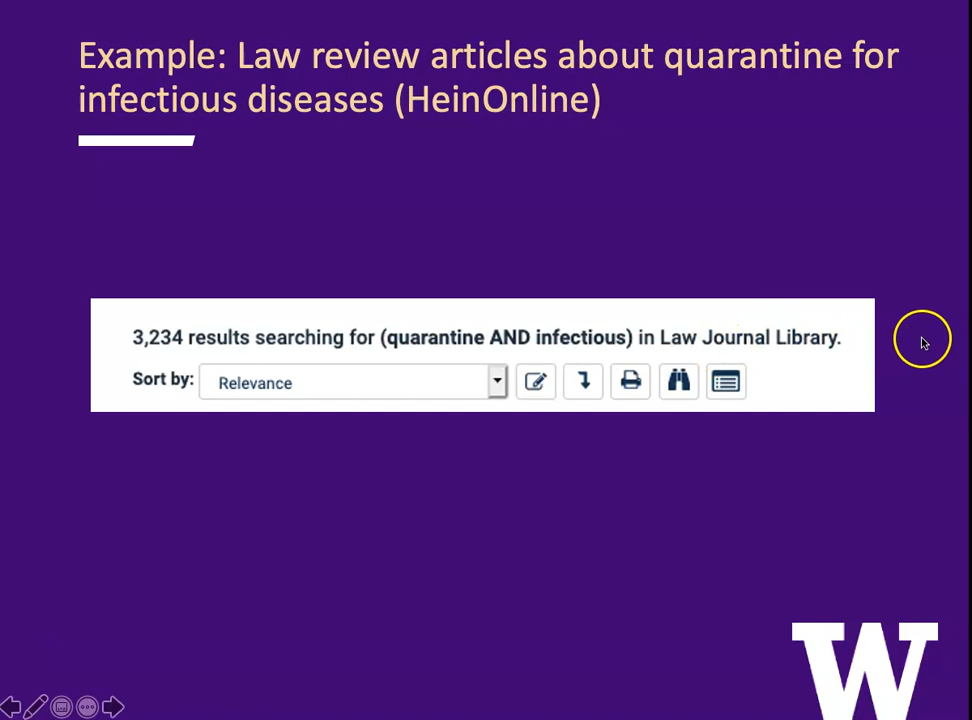 Example: Law review articles about quarantine for
infectious diseases (HeinOnline)
3,234 results searching for (quarantine AND infectious) in Law Journal Library.
Sort by: Relevance
W